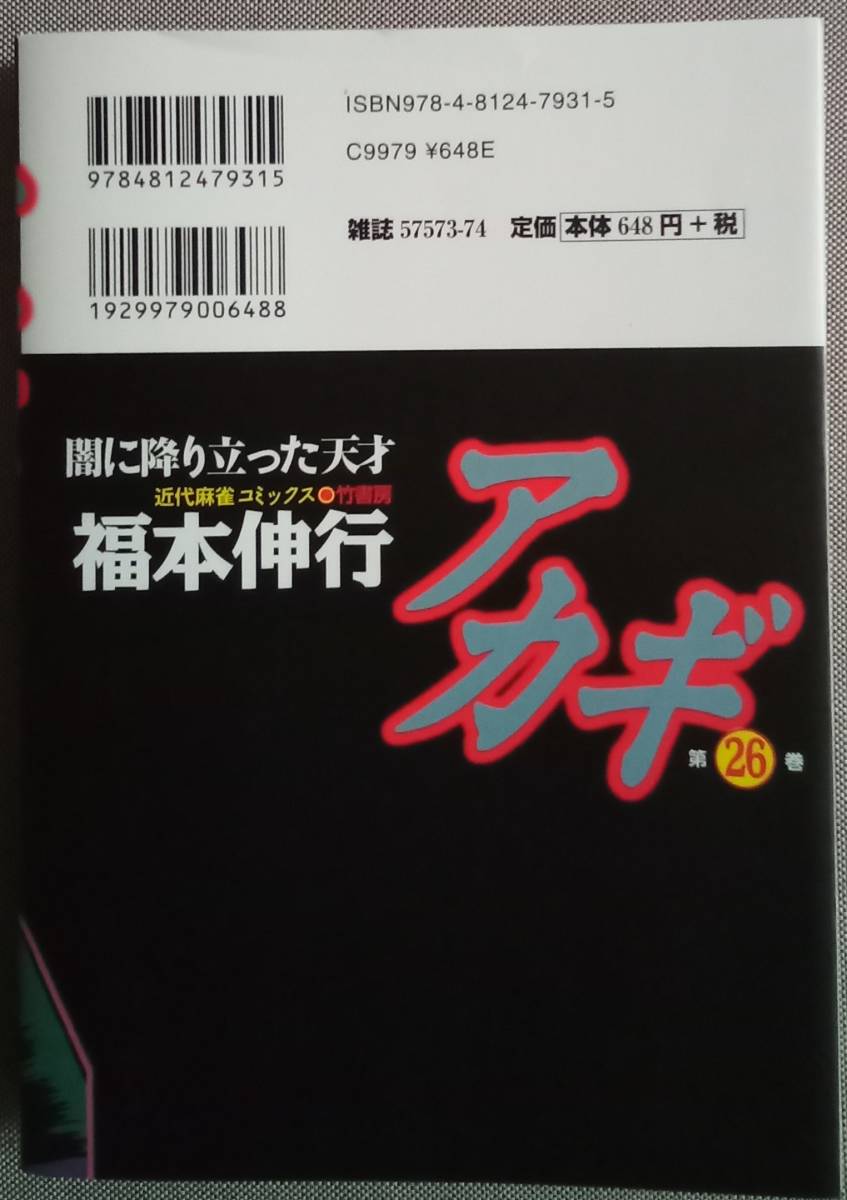 ISBN978-4-8124-7931-5
C9979 ¥648E
9784812479315
雑誌 57573-74 定価 本体 648 円 + 税
1929979006488
闇に降り立った天才
近代麻雀コミックス●竹書房
福本伸行
アカギ
第 26 巻